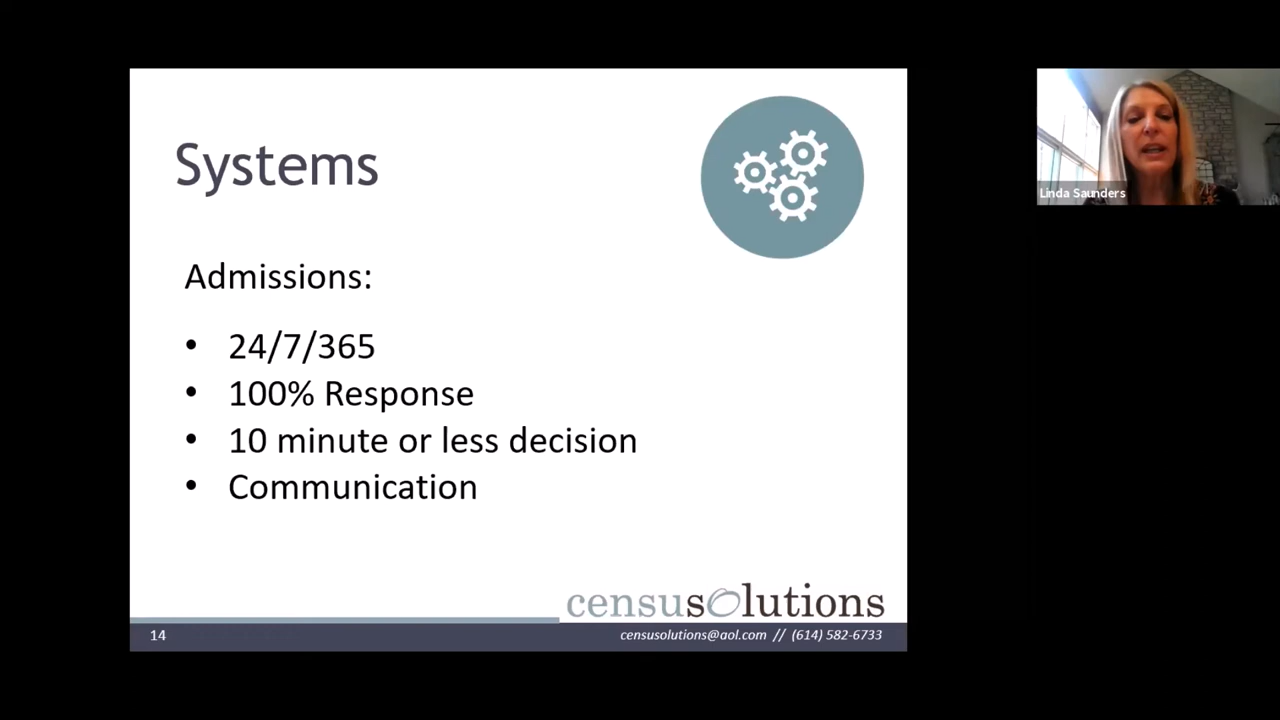 Systems
Linda Saunders
Admissions:
• 24/7/365
• 100% Response
• 10 minute or less decision
• Communication
censusolutions
14
censusolutions@aol.com // (614) 582-6733